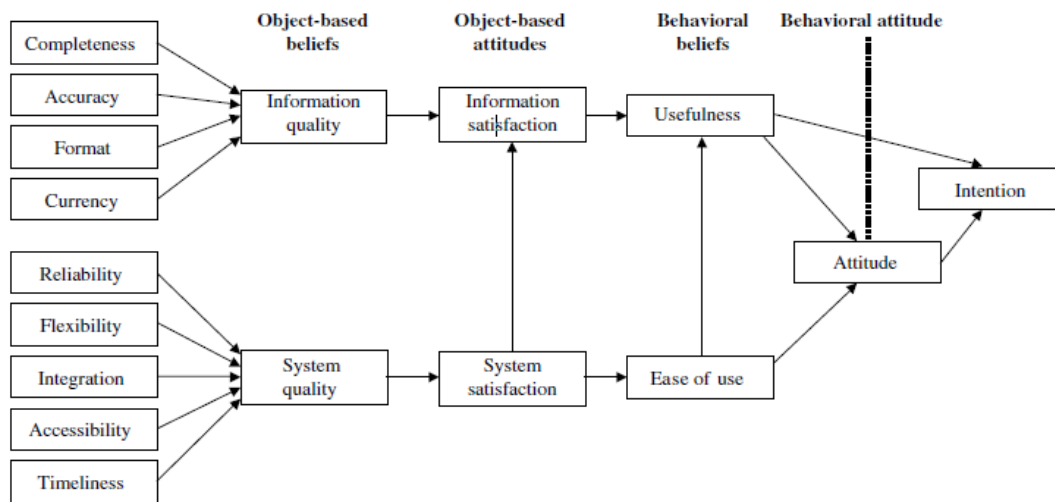 Object-based
beliefs
Object-based
attitudes
Behavioral
beliefs
Behavioral attitude
Completeness
Accuracy
Format
Currency
Information
quality
Information
satisfaction
Usefulness
Intention
Attitude
Reliability
Flexibility
Integration
Accessibility
Timeliness
System
quality
System
satisfaction
Ease of use